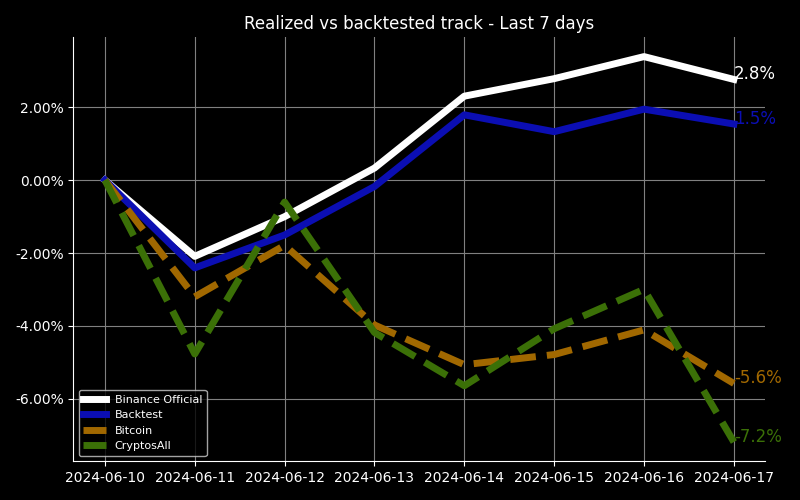 Realized vs backtested track - Last 7 days
2.8%
2.00%
1.5%
0.00%
-2.00%
-4.00%
-5.6%
-6.00%
-7.2%
Binance Official
Backtest
Bitcoin
CryptosAll
2024-06-10 2024-06-11 2024-06-12 2024-06-13 2024-06-14 2024-06-15 2024-06-16 2024-06-17